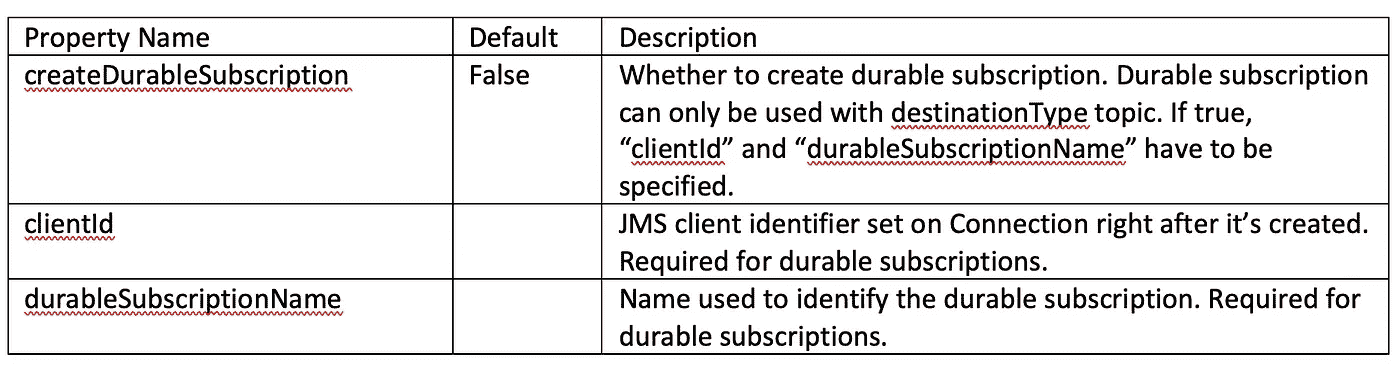 Property Name Default Description
createDurableSubscription False Whether to create durable subscription. Durable subscription
can only be used with destinationType topic. If true,
“clientId” and “durableSubscriptionName” have to be
specified.
clientId JMS client identifier set on Connection right after it’s created.
Required for durable subscriptions.
durableSubscriptionName Name used to identify the durable subscription. Required for
durable subscriptions.